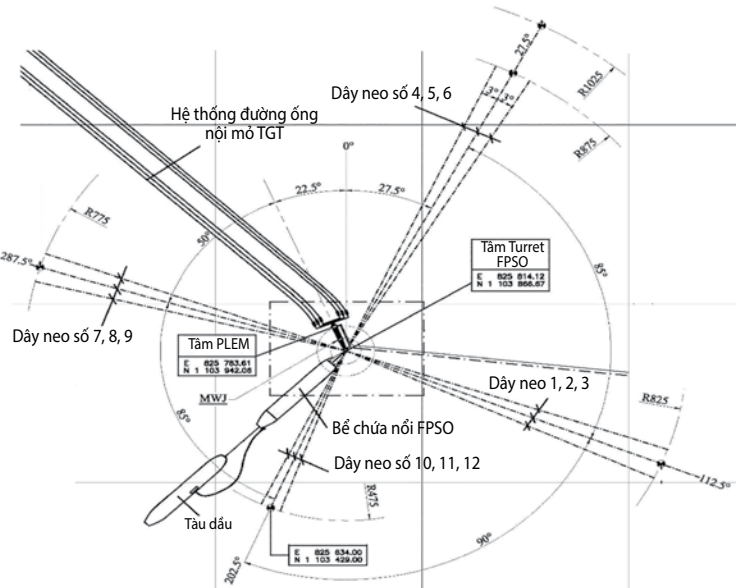 27.5°
R1025
Dây neo số 4, 5, 6
3°
3°
R875
Hệ thống đường ống
nội mỏ TGT
0°
22.5°
27.5°
R775
50°
85°
287.5°
Tâm Turret
FPSO
E 825 814.12
N 1 103 868.67
Dây neo số 7, 8, 9
Tâm PLEM
E 825 783.61
N 1 103 942.08
MWJ
Dây neo 1, 2, 3
R825
85°
Bể chứa nổi FPSO
Dây neo số 10, 11, 12
112.5°
R475
Tàu dầu
90°
E 825 634.00
N 1 103 429.00
202.5°